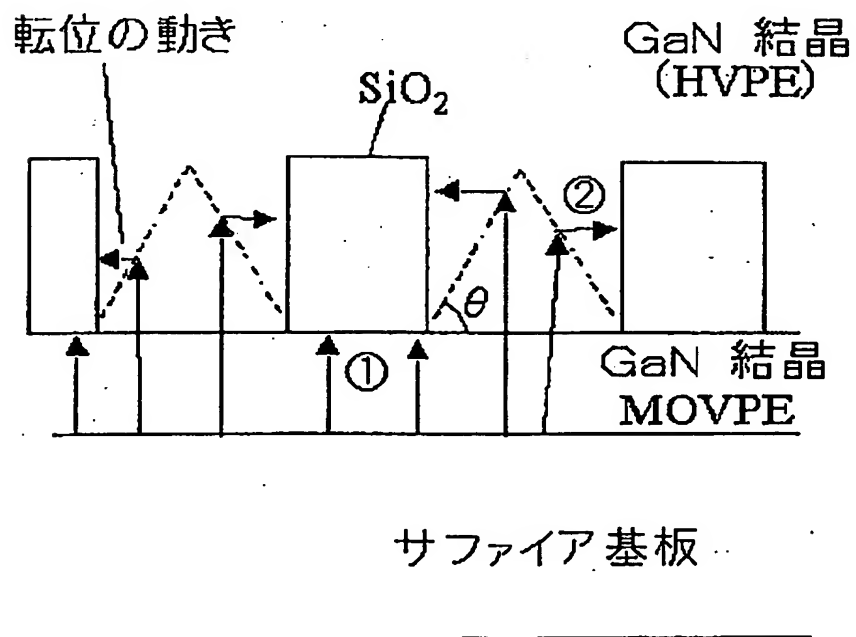 転位の動き
GaN 結晶
(HVPE)
SiO₂
②
θ
①
GaN 結晶
MOVPE
サファイア基板